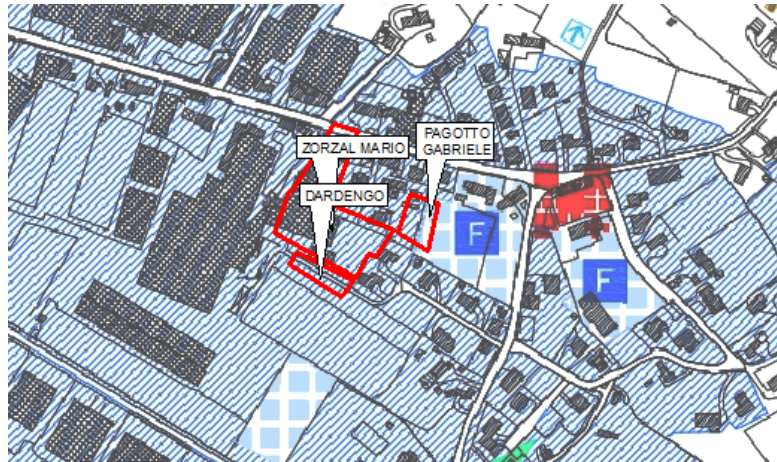 ZORZAL MARIO
PAGOTTO
GABRIELE
DARDENGO
F
F